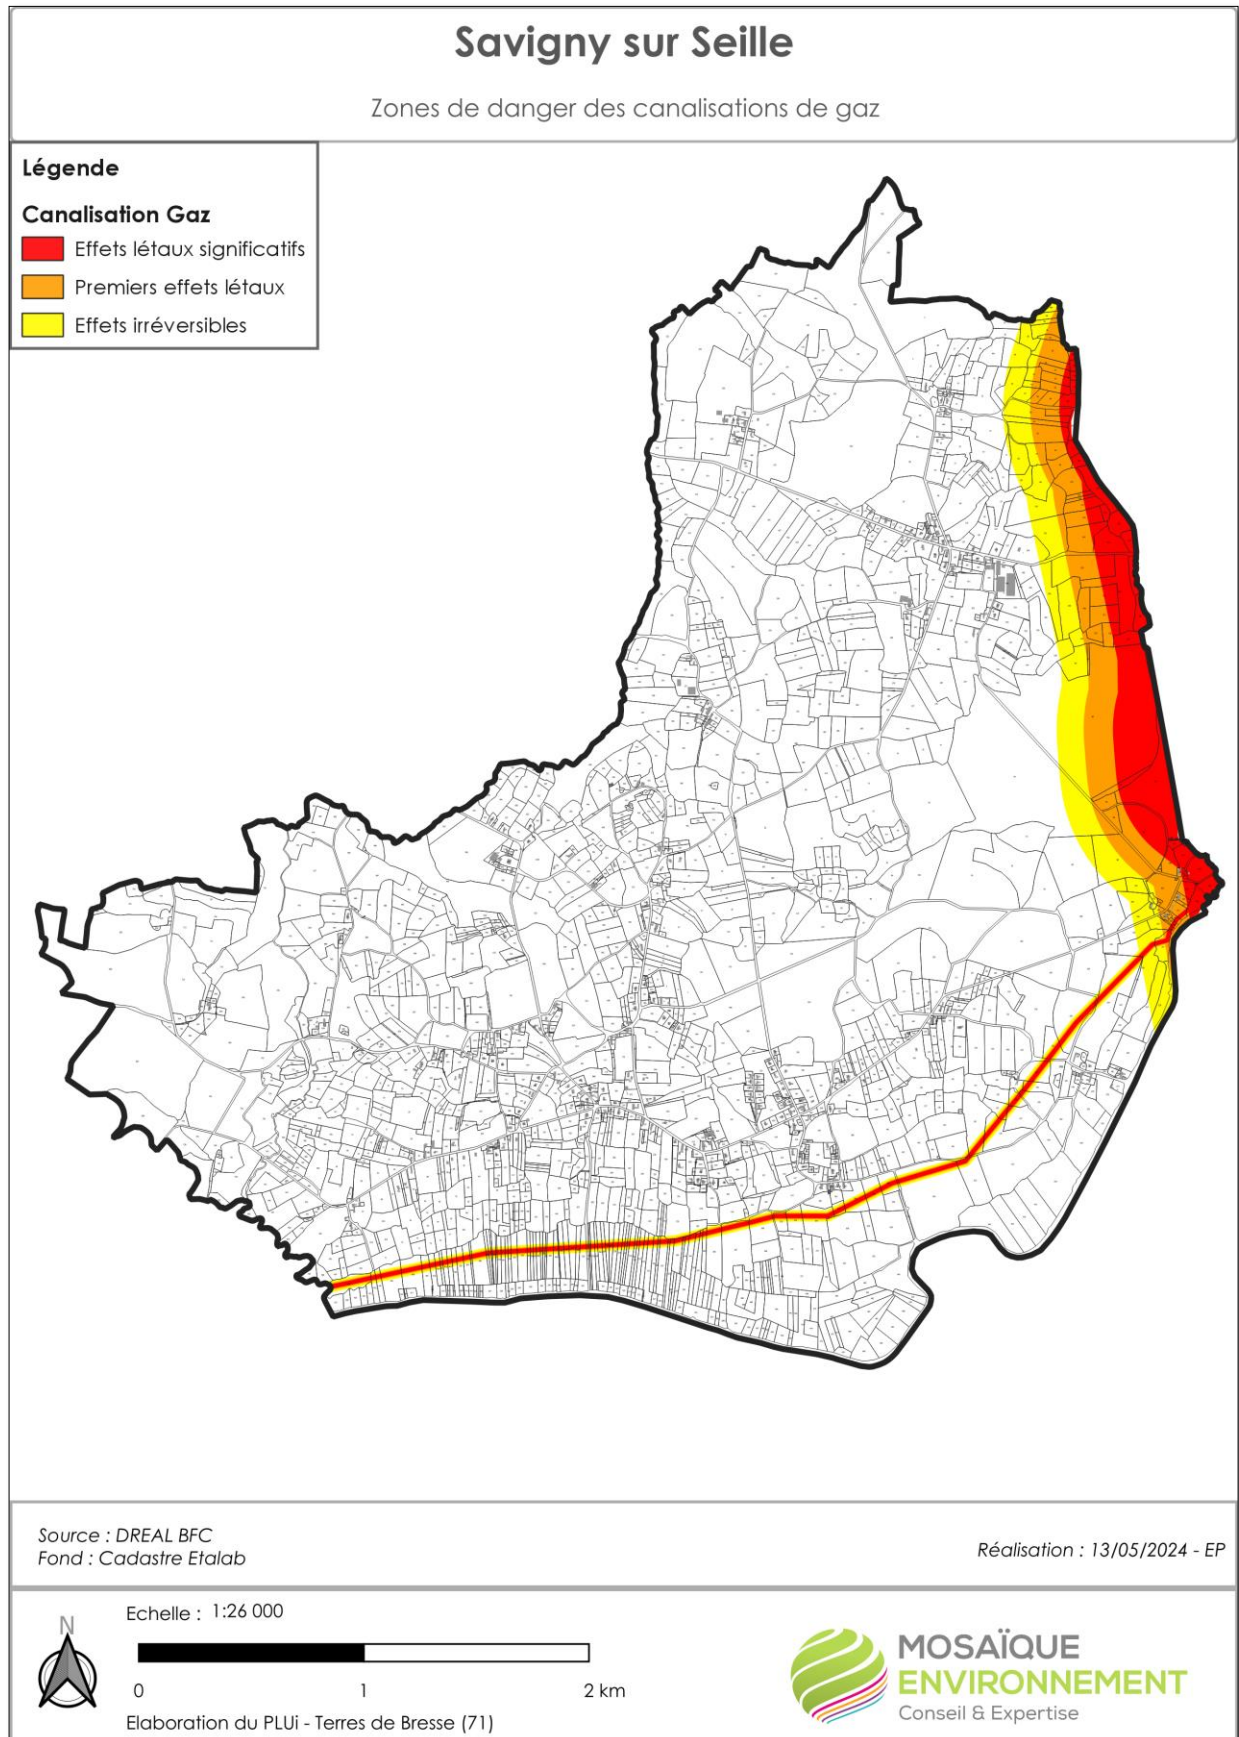 Savigny sur Seille
Zones de danger des canalisations de gaz
Légende
Canalisation Gaz
Effets létaux significatifs
Premiers effets létaux
Effets irréversibles
Source : DREAL BFC
Fond : Cadastre Etalab
Réalisation : 13/05/2024 - EP
N
Echelle : 1:26 000
0 1 2 km
Elaboration du PLUi - Terres de Bresse (71)
MOSAÏQUE
ENVIRONNEMENT
Conseil & Expertise